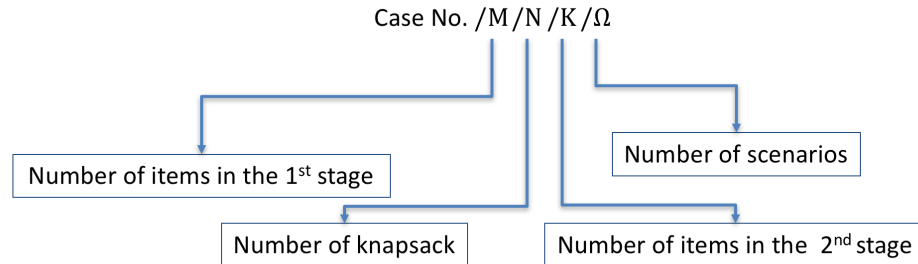 Case No. /M/N/K/Ω
Number of scenarios
Number of items in the 1st stage
Number of knapsack
Number of items in the 2nd stage